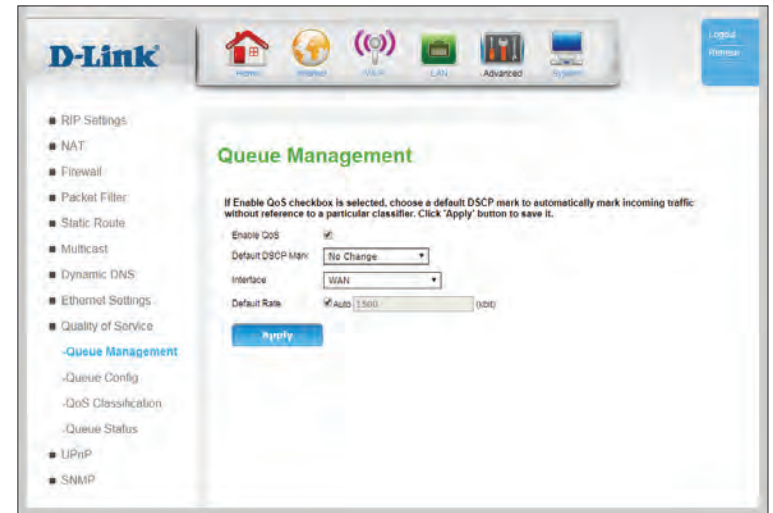 D-Link
Home
Internet
LAN
Advanced
System
Logout
RIP Settings
NAT
Firewall
Packet Filter
Static Route
Multicast
Dynamic DNS
Ethernet Settings
Quality of Service
-Queue Management
-Queue Config
-QoS Classification
-Queue Status
UPnP
SNMP
Queue Management
If Enable QoS checkbox is selected, choose a default DSCP mark to automatically mark incoming traffic
without reference to a particular classifier. Click 'Apply' button to save it.
Enable QoS
Default DSCP Mark No Change
Interface WAN
Default Rate Auto 1500 (kbit)
Apply